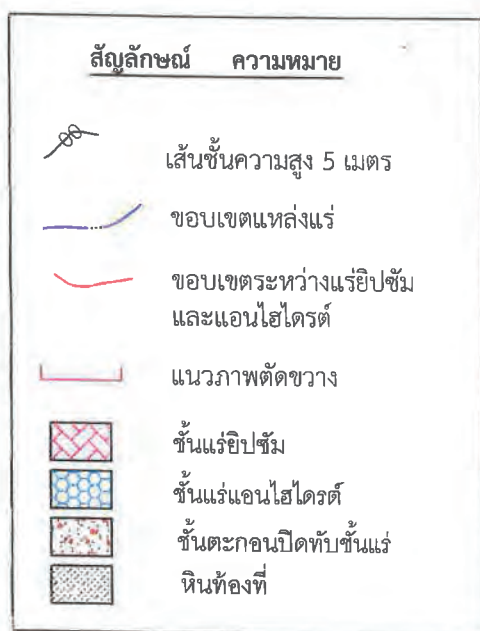 สัญลักษณ์ ความหมาย
เส้นชั้นความสูง 5 เมตร
ขอบเขตแหล่งแร่
ขอบเขตระหว่างแร่ยิปซัม
และแอนไฮไดรต์
แนวภาพตัดขวาง
ชั้นแร่ยิปซัม
ชั้นแร่แอนไฮไดรต์
ชั้นตะกอนปิดทับชั้นแร่
หินท้องที่